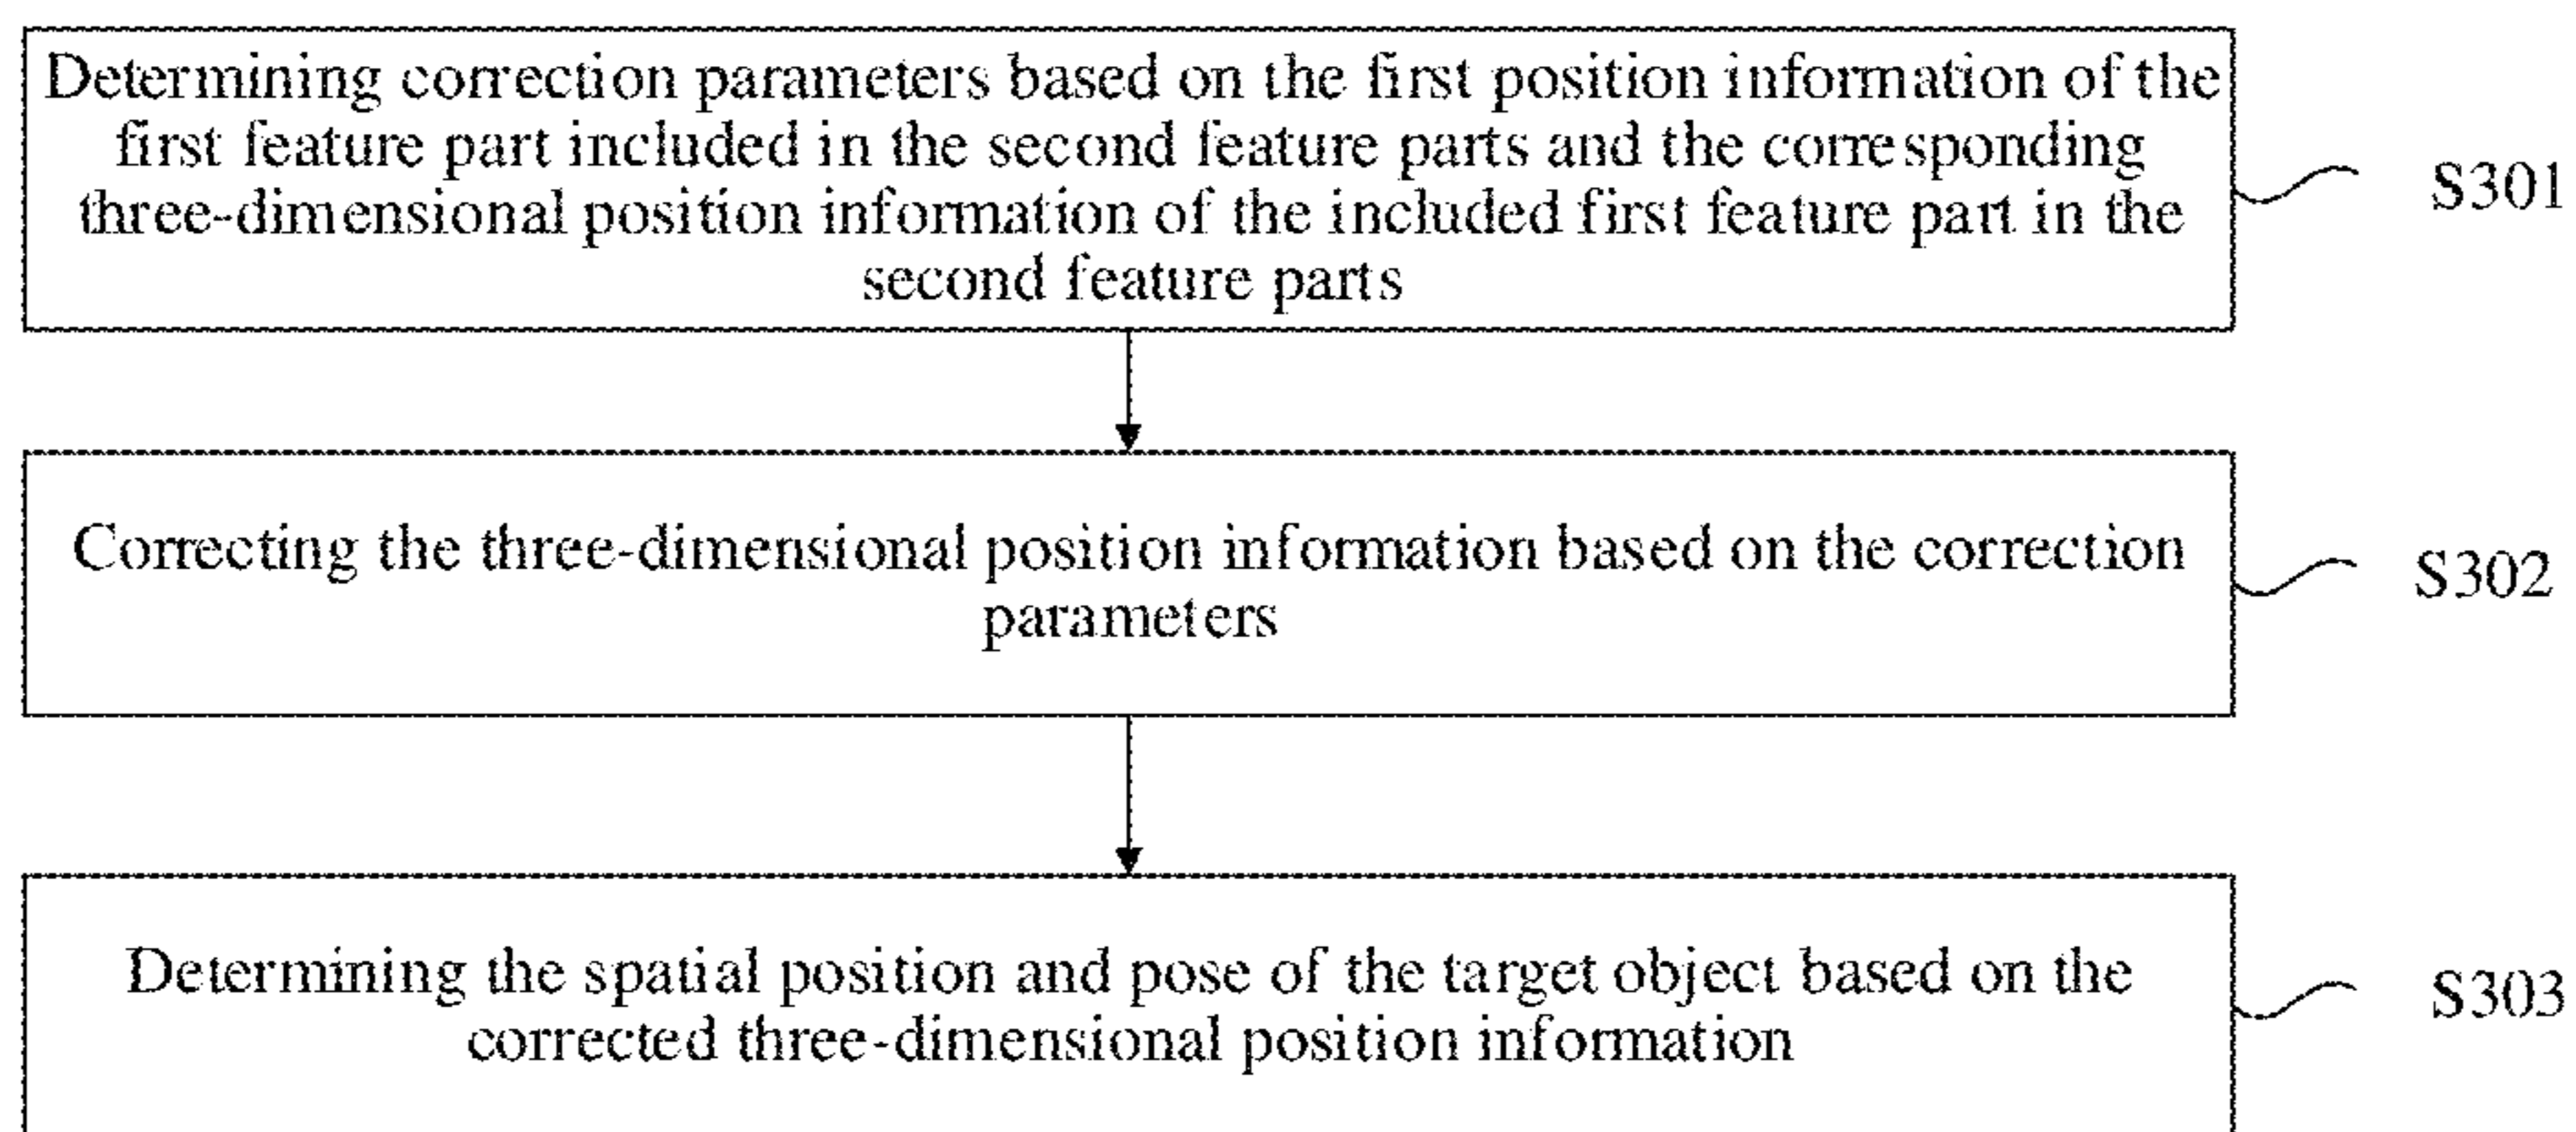 Determining correction parameters based on the first position information of the
first feature part included in the second feature parts and the corresponding
three-dimensional position information of the included first feature part in the
second feature parts
S301
Correcting the three-dimensional position information based on the correction
parameters
S302
Determining the spatial position and pose of the target object based on the
corrected three-dimensional position information
S303